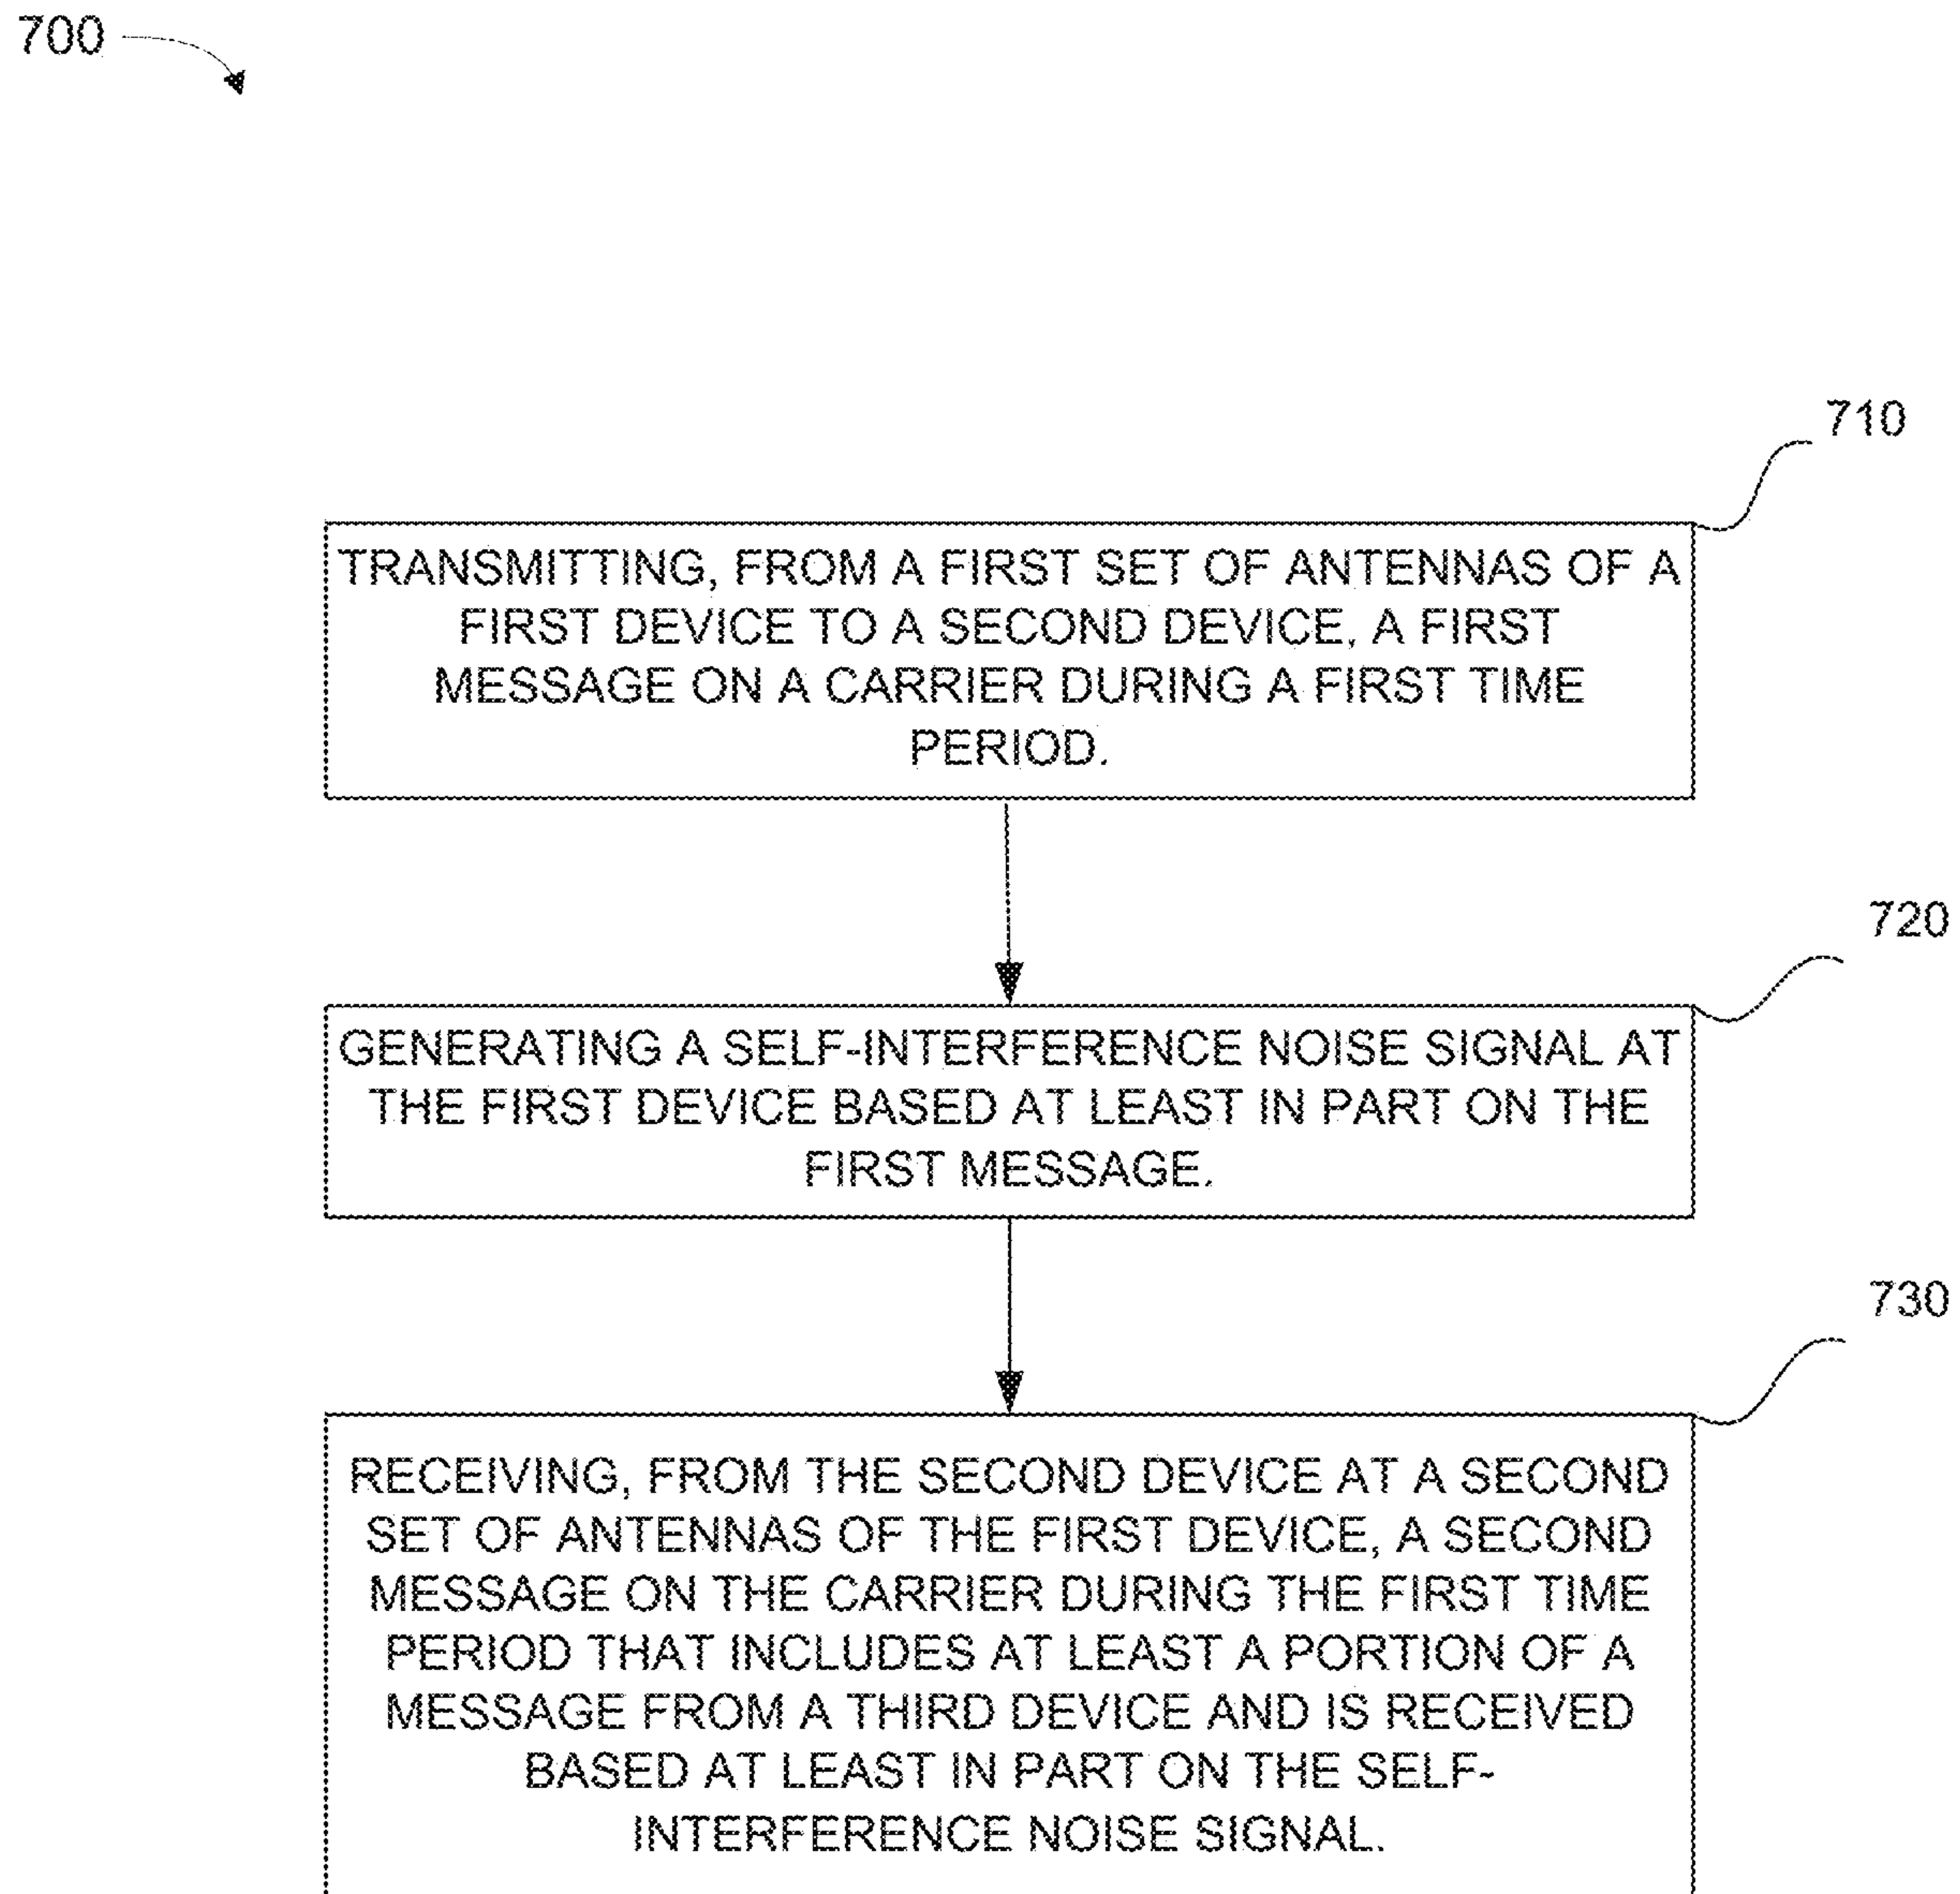 700
710
TRANSMITTING, FROM A FIRST SET OF ANTENNAS OF A
FIRST DEVICE TO A SECOND DEVICE, A FIRST
MESSAGE ON A CARRIER DURING A FIRST TIME
PERIOD.
720
GENERATING A SELF-INTERFERENCE NOISE SIGNAL AT
THE FIRST DEVICE BASED AT LEAST IN PART ON THE
FIRST MESSAGE.
730
RECEIVING, FROM THE SECOND DEVICE AT A SECOND
SET OF ANTENNAS OF THE FIRST DEVICE, A SECOND
MESSAGE ON THE CARRIER DURING THE FIRST TIME
PERIOD THAT INCLUDES AT LEAST A PORTION OF A
MESSAGE FROM A THIRD DEVICE AND IS RECEIVED
BASED AT LEAST IN PART ON THE SELF-
INTERFERENCE NOISE SIGNAL.